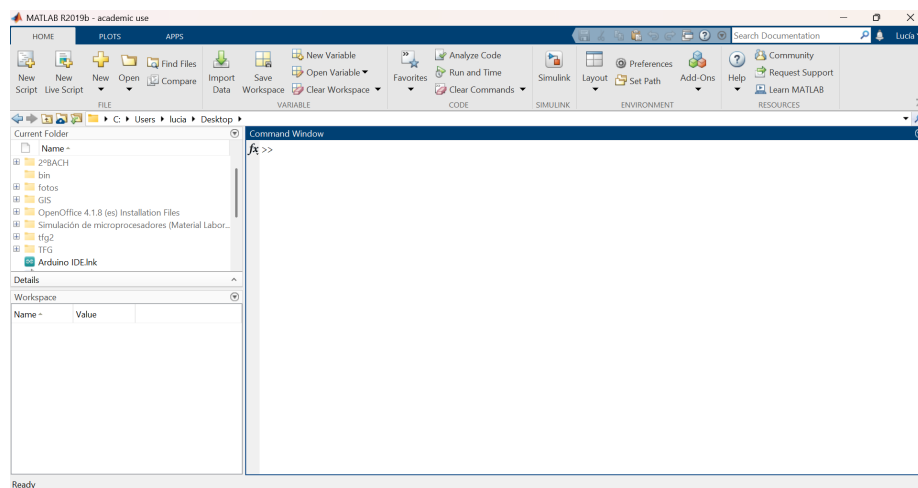 MATLAB R2019b - academic use
HOME PLOTS APPS
Search Documentation
Lucía
New Script
New Live Script
New
Open
Find Files
Compare
FILE
Import Data
Save Workspace
New Variable
Open Variable
Clear Workspace
VARIABLE
Favorites
Analyze Code
Run and Time
Clear Commands
CODE
Simulink
SIMULINK
Layout
Preferences
Set Path
Add-Ons
ENVIRONMENT
Help
Community
Request Support
Learn MATLAB
RESOURCES
C: Users lucia Desktop
Current Folder
Name
2ºBACH
bin
fotos
GIS
OpenOffice 4.1.8 (es) Installation Files
Simulación de microprocesadores (Material Labor...
tfg2
TFG
Arduino IDE.lnk
Details
Workspace
Name Value
Command Window
fx >>
Ready